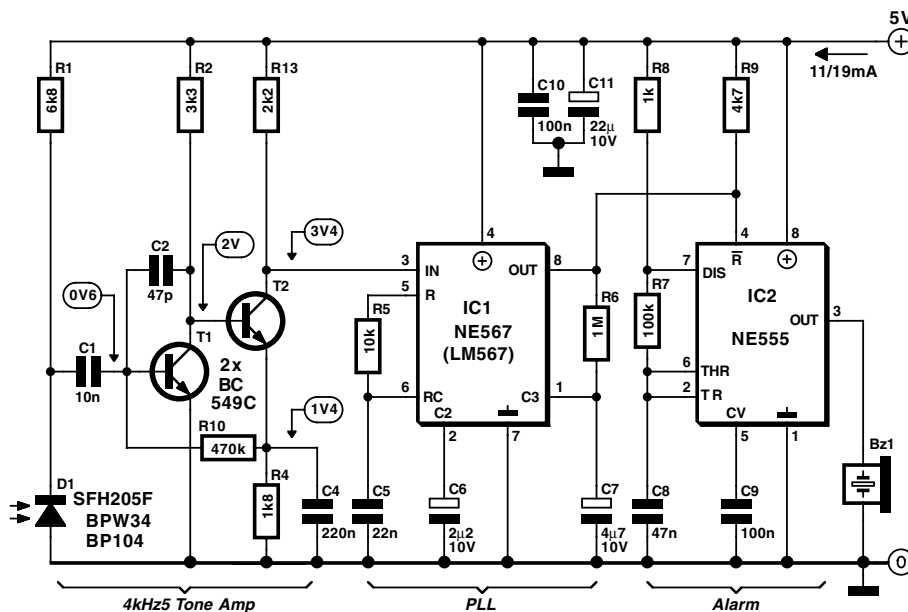 5V
11/19mA
R1
6k8
R2
3k3
R13
2k2
C10
100n
C11
22µ
10V
R8
1k
R9
4k7
C2
47p
2V
3V4
0V6
T2
T1
C1
10n
2x
BC
549C
R10
470k
1V4
R4
1k8
C4
220n
D1
SFH205F
BPW34
BP104
4
3
IN
5
R
R5
10k
6
RC
IC1
NE567
(LM567)
OUT
8
R6
1M
C3
1
C2
2
7
C5
22n
C6
2µ2
10V
C7
4µ7
10V
4
8
R
7
DIS
R7
100k
IC2
NE555
OUT
3
6
THR
2
TR
CV
5
1
C8
47n
C9
100n
Bz1
0
4kHz5 Tone Amp
PLL
Alarm